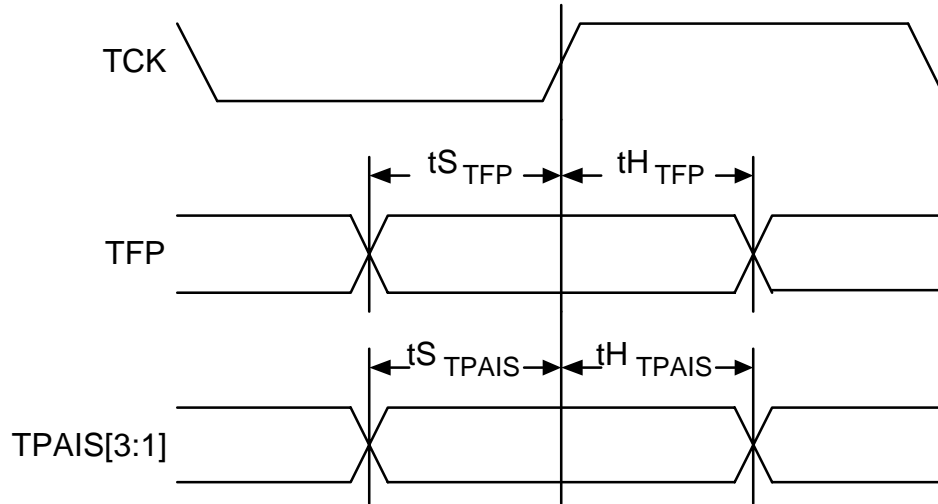 TCK
tS TFP
tH TFP
TFP
tS TPAIS
tH TPAIS
TPAIS[3:1]